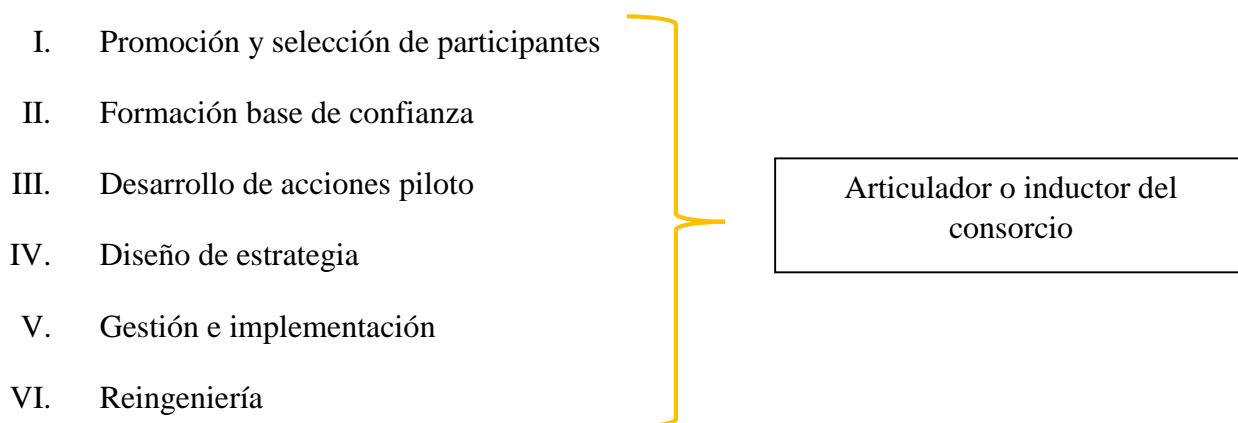 I. Promoción y selección de participantes
II. Formación base de confianza
III. Desarrollo de acciones piloto
IV. Diseño de estrategia
V. Gestión e implementación
VI. Reingeniería
Articulador o inductor del
consorcio